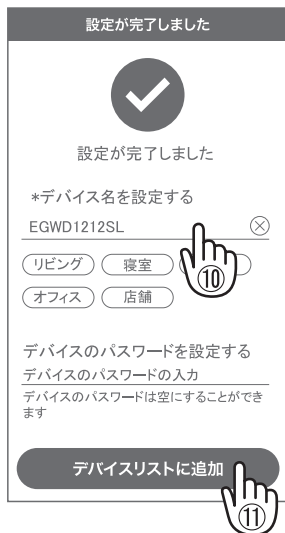 設定が完了しました
設定が完了しました
*デバイス名を設定する
EGWD1212SL
リビング 寝室
⑩
オフィス 店舗
デバイスのパスワードを設定する
デバイスのパスワードの入力
デバイスのパスワードは空にすることができ
ます
デバイスリストに追加
⑪